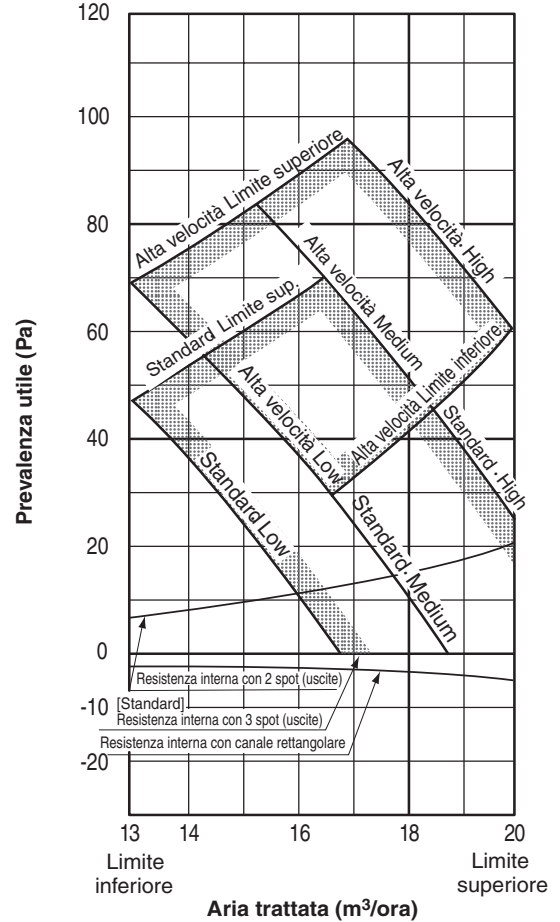 120
100
80
60
40
20
0
-10
-20
Prevalenza utile (Pa)
Alta velocità Limite superiore
Alta velocità High
Alta velocità Medium
Standard Limite sup.
Alta velocità Limite inferiore
Alta velocità Low
Standard High
Standard Low
Standard Medium
Resistenza interna con 2 spot (uscite)
[Standard]
Resistenza interna con 3 spot (uscite)
Resistenza interna con canale rettangolare
13 14 16 18 20
Limite
inferiore
Limite
superiore
Aria trattata (m³/ora)